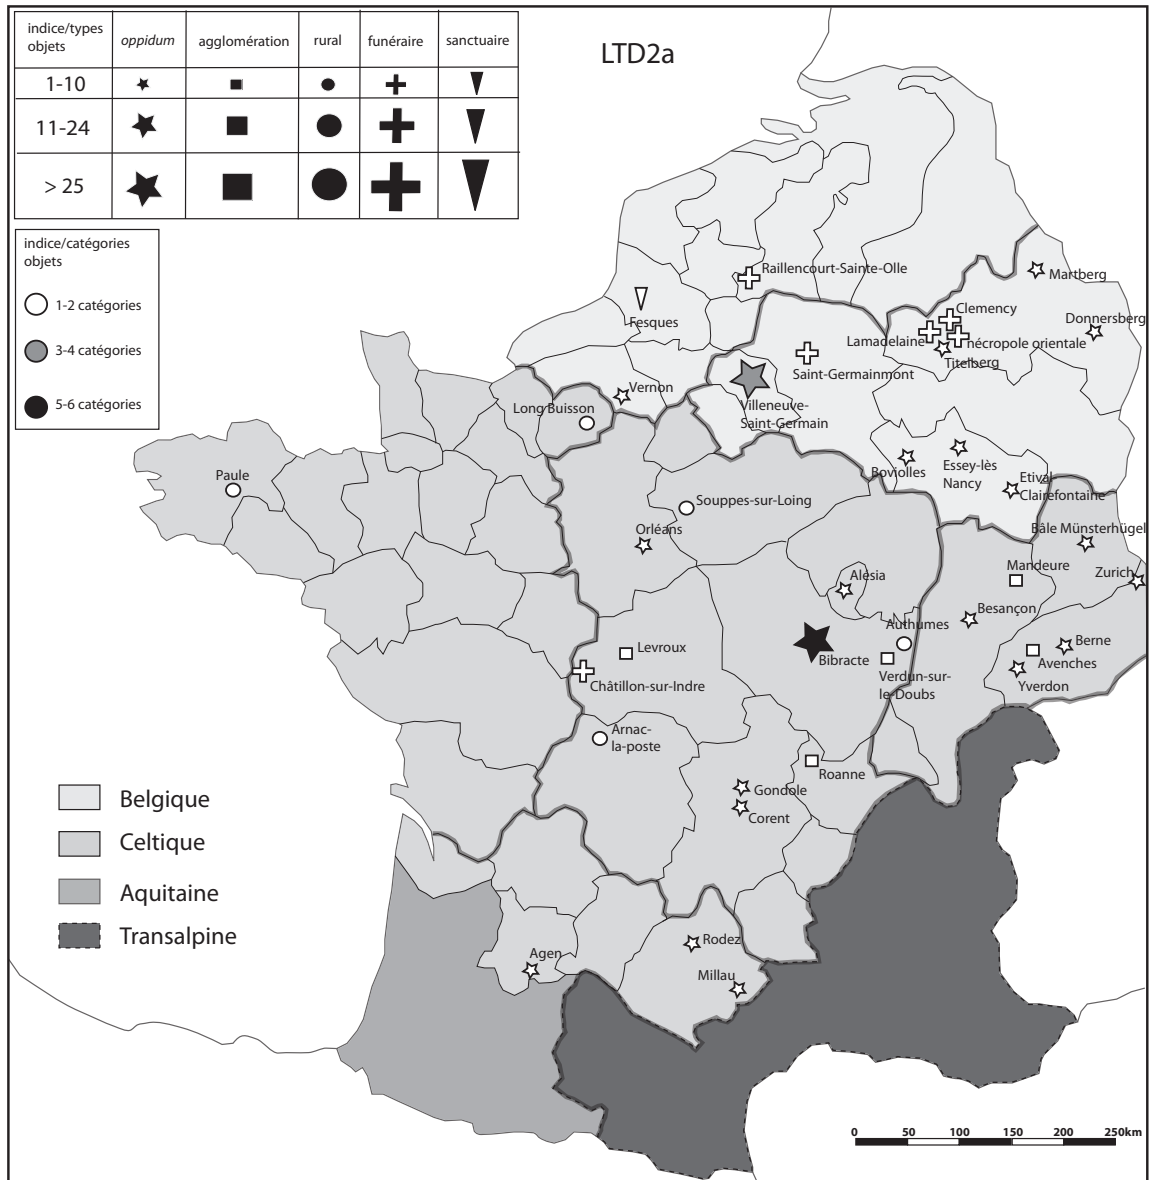 LTD2a
indice/types
objets
oppidum
agglomération
rural
funéraire
sanctuaire
1-10
11-24
> 25
indice/catégories
objets
1-2 catégories
3-4 catégories
5-6 catégories
Raillencourt-Sainte-Olle
Martberg
Fesques
Clemency
Donnersberg
Lamadelaine
nécropole orientale
Titelberg
Saint-Germainmont
Vernon
Villeneuve-
Saint-Germain
Long Buisson
Boviolles
Essey-lès
Nancy
Etival
Clairefontaine
Paule
Souppes-sur-Loing
Orléans
Bâle Münsterhügel
Mandeure
Zurich
Alésia
Besançon
Authumes
Berne
Avenches
Yverdon
Levroux
Bibracte
Verdun-sur-
le-Doubs
Châtillon-sur-Indre
Arnac-
la-poste
Roanne
Gondole
Corent
Belgique
Celtique
Aquitaine
Transalpine
Rodez
Agen
Millau
0 50 100 150 200 250km